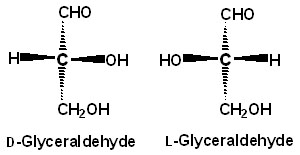 CHO CHO
H C OH HO C H
CH2OH CH2OH
D-Glyceraldehyde L-Glyceraldehyde